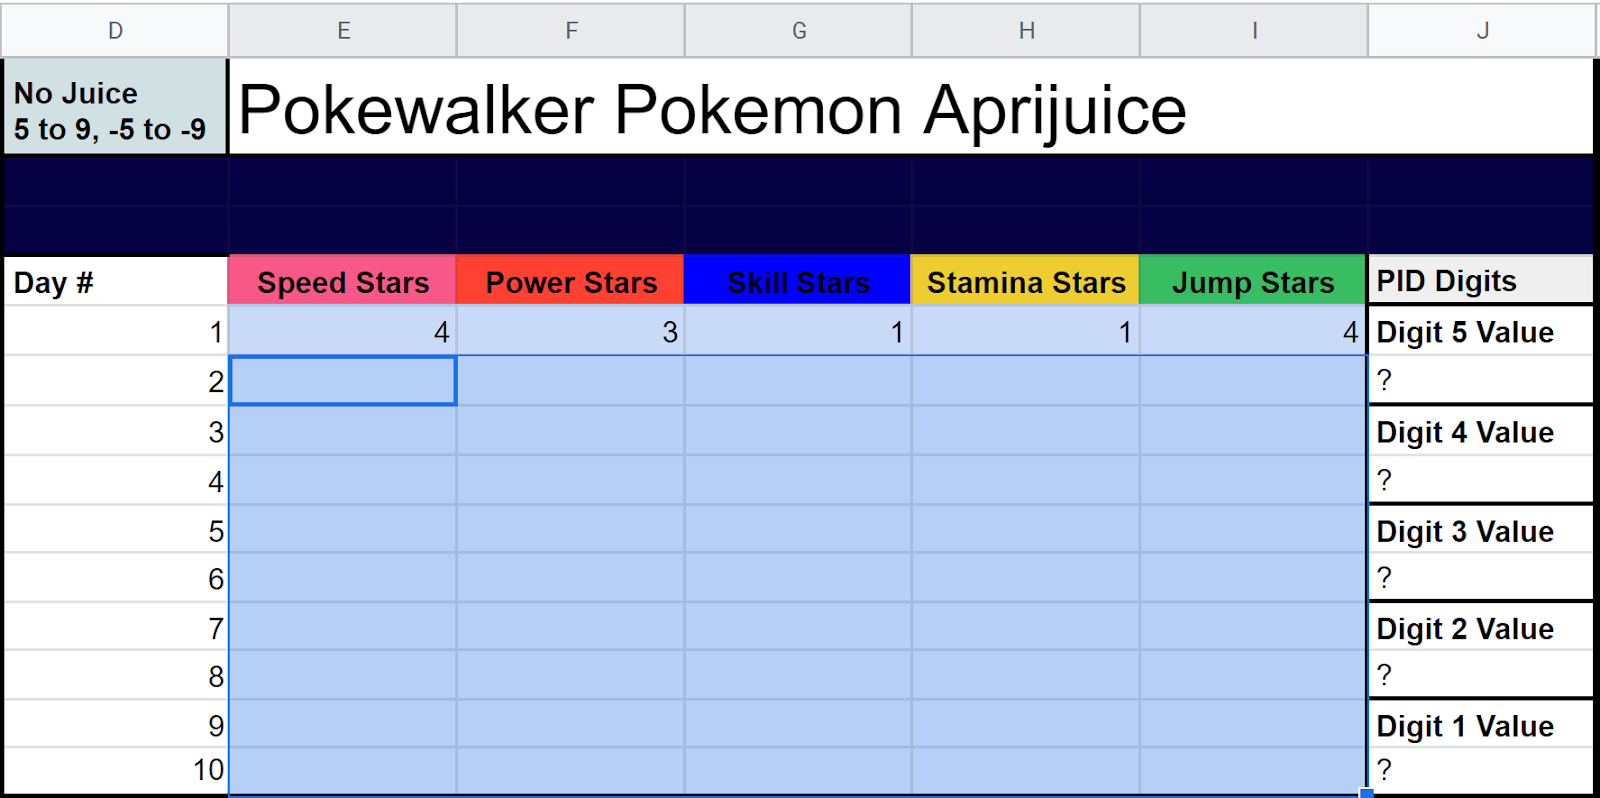 D E F G H I J
No Juice Pokewalker Pokemon Aprijuice
5 to 9, -5 to -9
Day # Speed Stars Power Stars Skill Stars Stamina Stars Jump Stars PID Digits
1 4 3 1 1 4 Digit 5 Value
2 ?
3 Digit 4 Value
4 ?
5 Digit 3 Value
6 ?
7 Digit 2 Value
8 ?
9 Digit 1 Value
10 ?